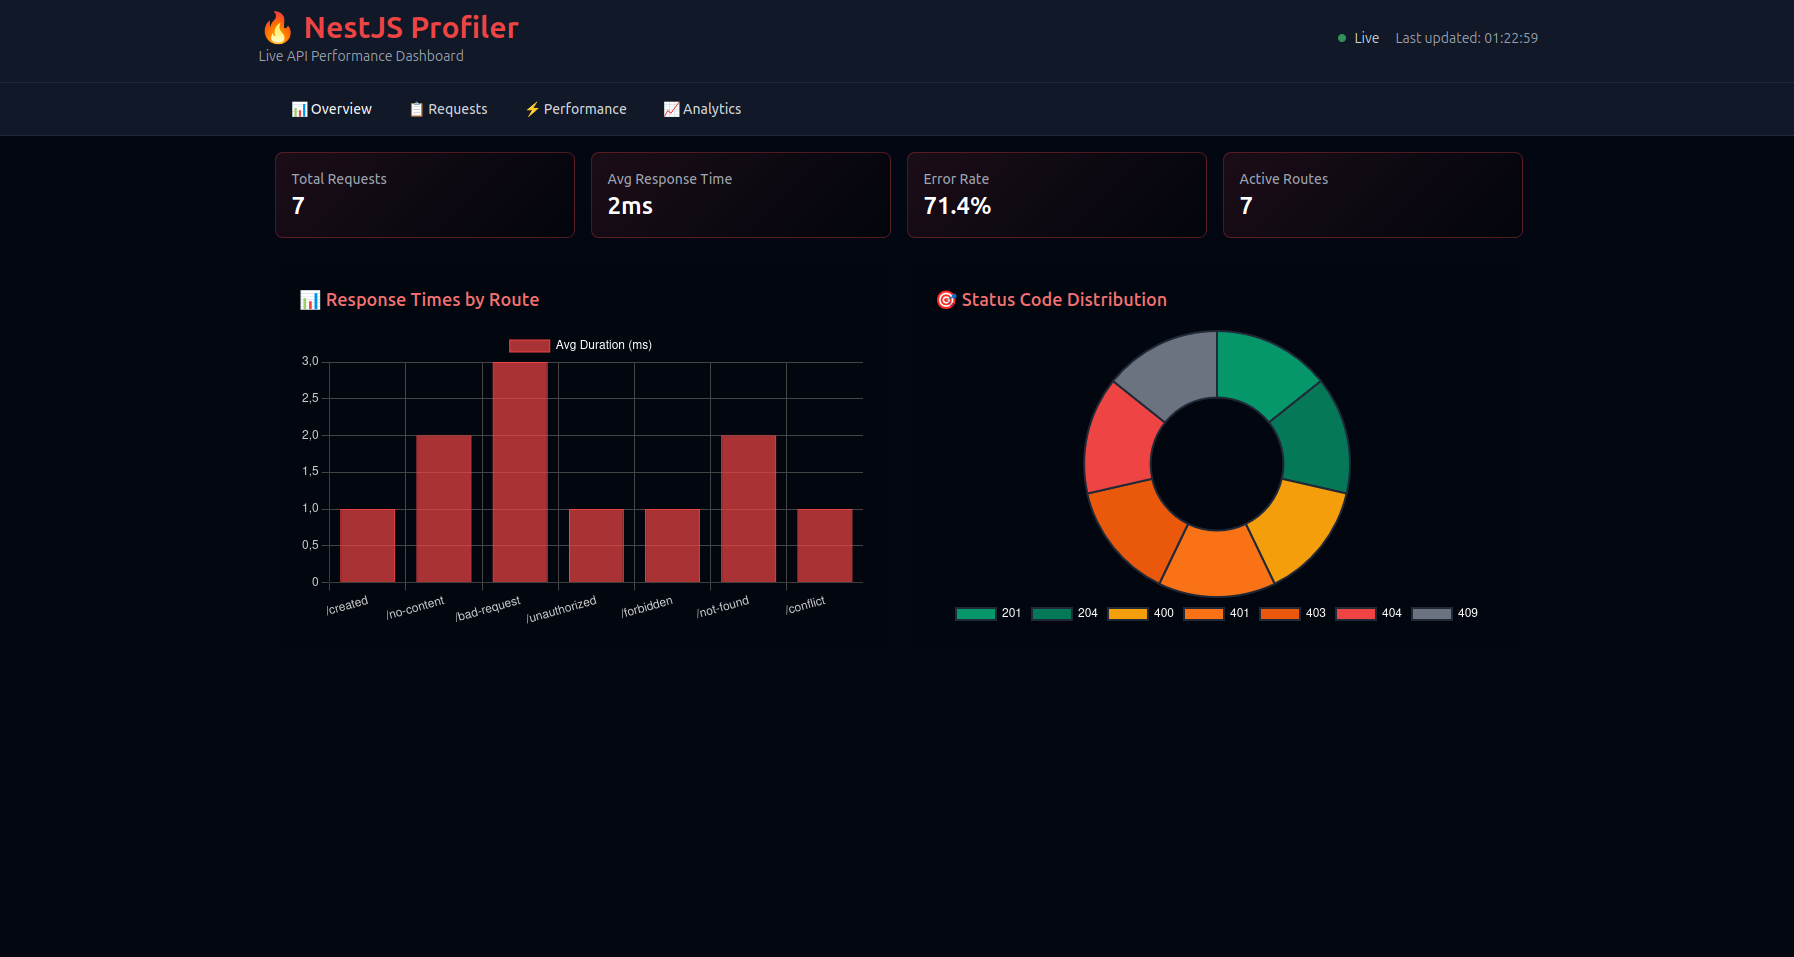 🔥 NestJS Profiler
Live API Performance Dashboard
Live Last updated: 01:22:59
📊 Overview 📋 Requests ⚡ Performance 📈 Analytics
Total Requests
7
Avg Response Time
2ms
Error Rate
71.4%
Active Routes
7
📊 Response Times by Route
Avg Duration (ms)
3,0
2,5
2,0
1,5
1,0
0,5
0
/created /no-content /bad-request /unauthorized /forbidden /not-found /conflict
🎯 Status Code Distribution
201 204 400 401 403 404 409